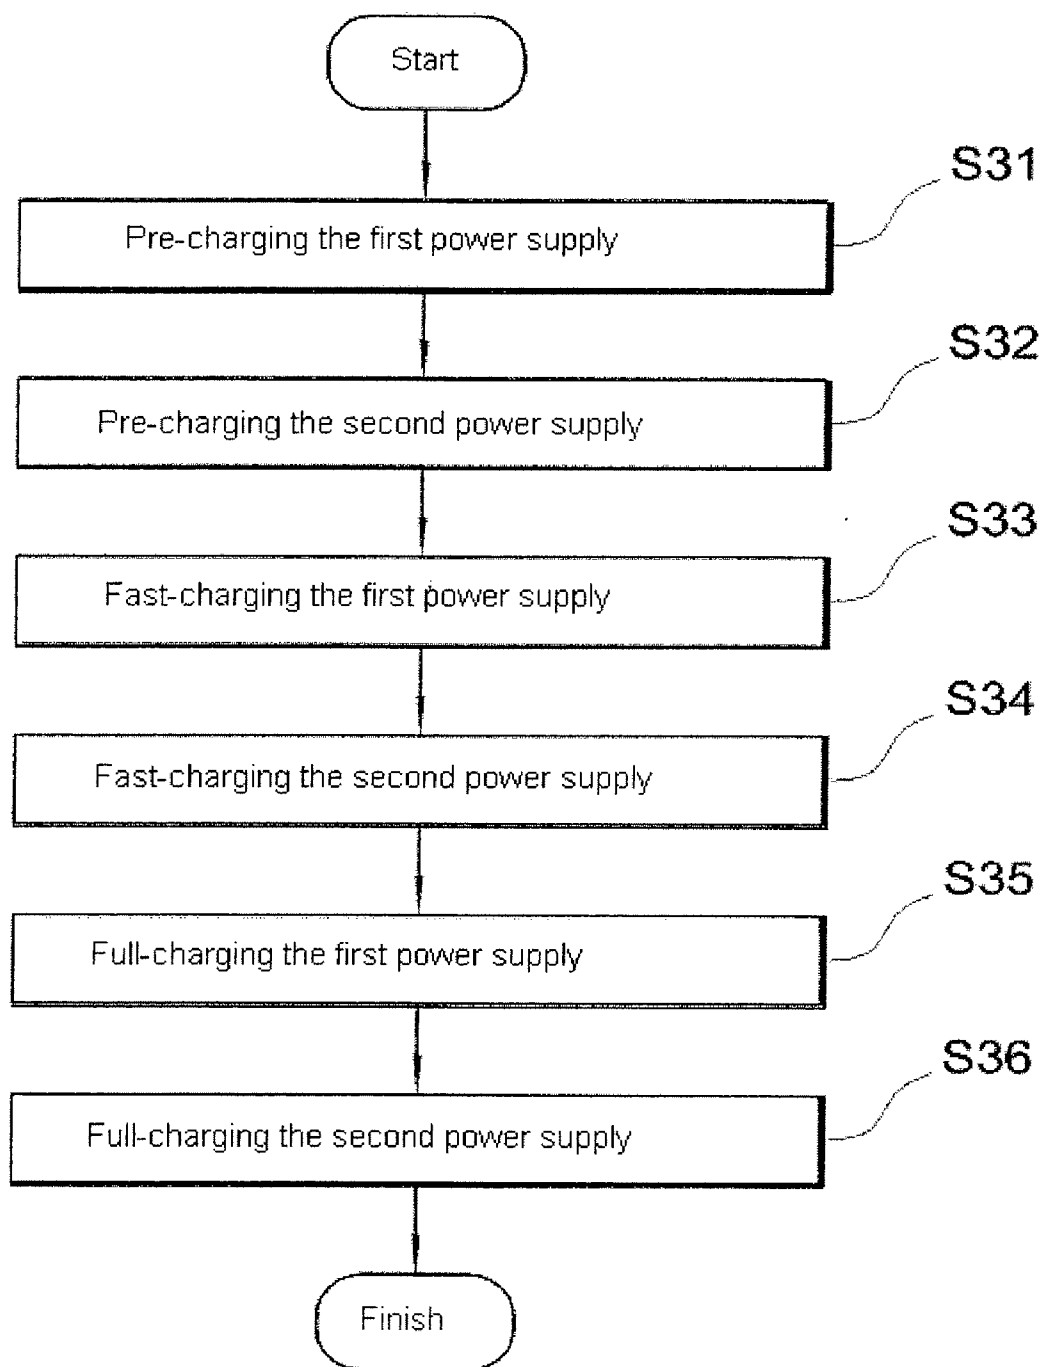 Start
S31
Pre-charging the first power supply
S32
Pre-charging the second power supply
S33
Fast-charging the first power supply
S34
Fast-charging the second power supply
S35
Full-charging the first power supply
S36
Full-charging the second power supply
Finish